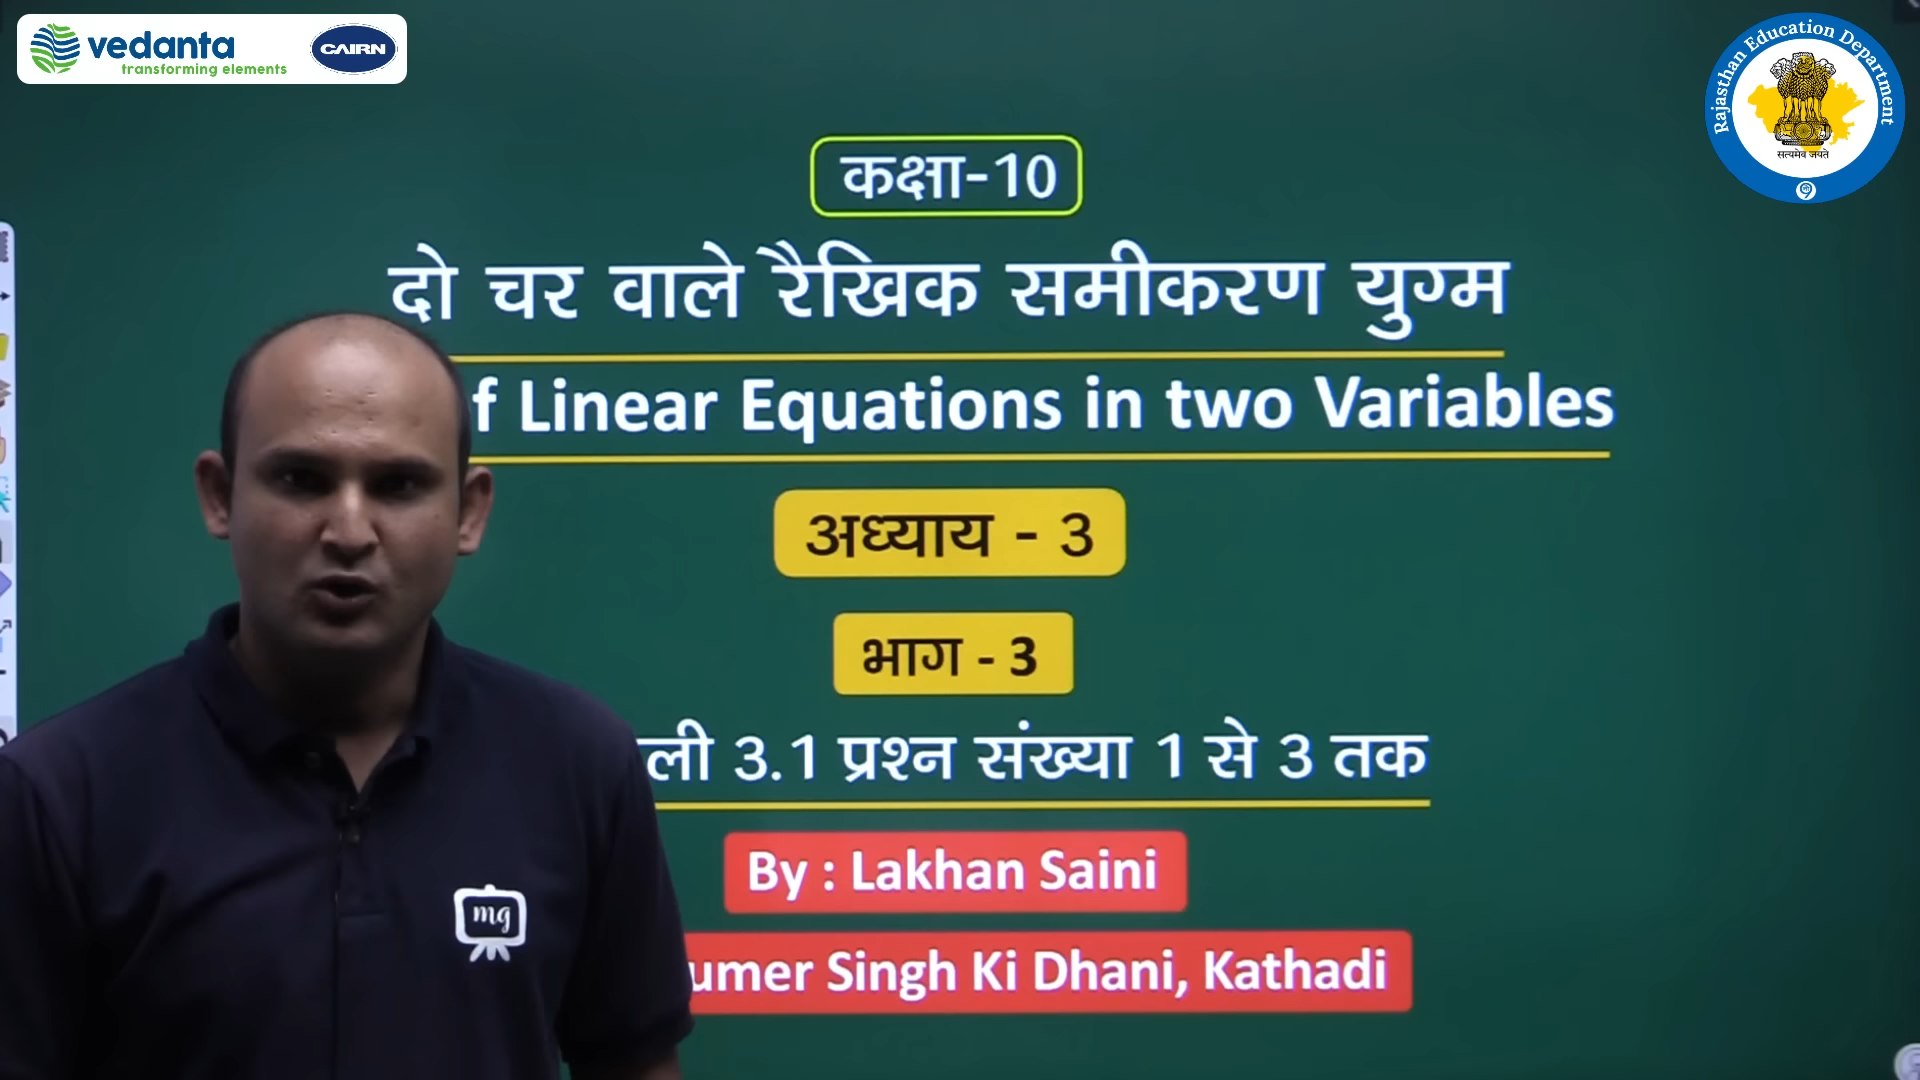 vedanta
transforming elements
CAIRN
Rajasthan Education Department
सत्यमेव जयते
कक्षा-10
दो चर वाले रैखिक समीकरण युग्म
f Linear Equations in two Variables
अध्याय - 3
भाग - 3
ली 3.1 प्रश्न संख्या 1 से 3 तक
By : Lakhan Saini
umer Singh Ki Dhani, Kathadi
mg